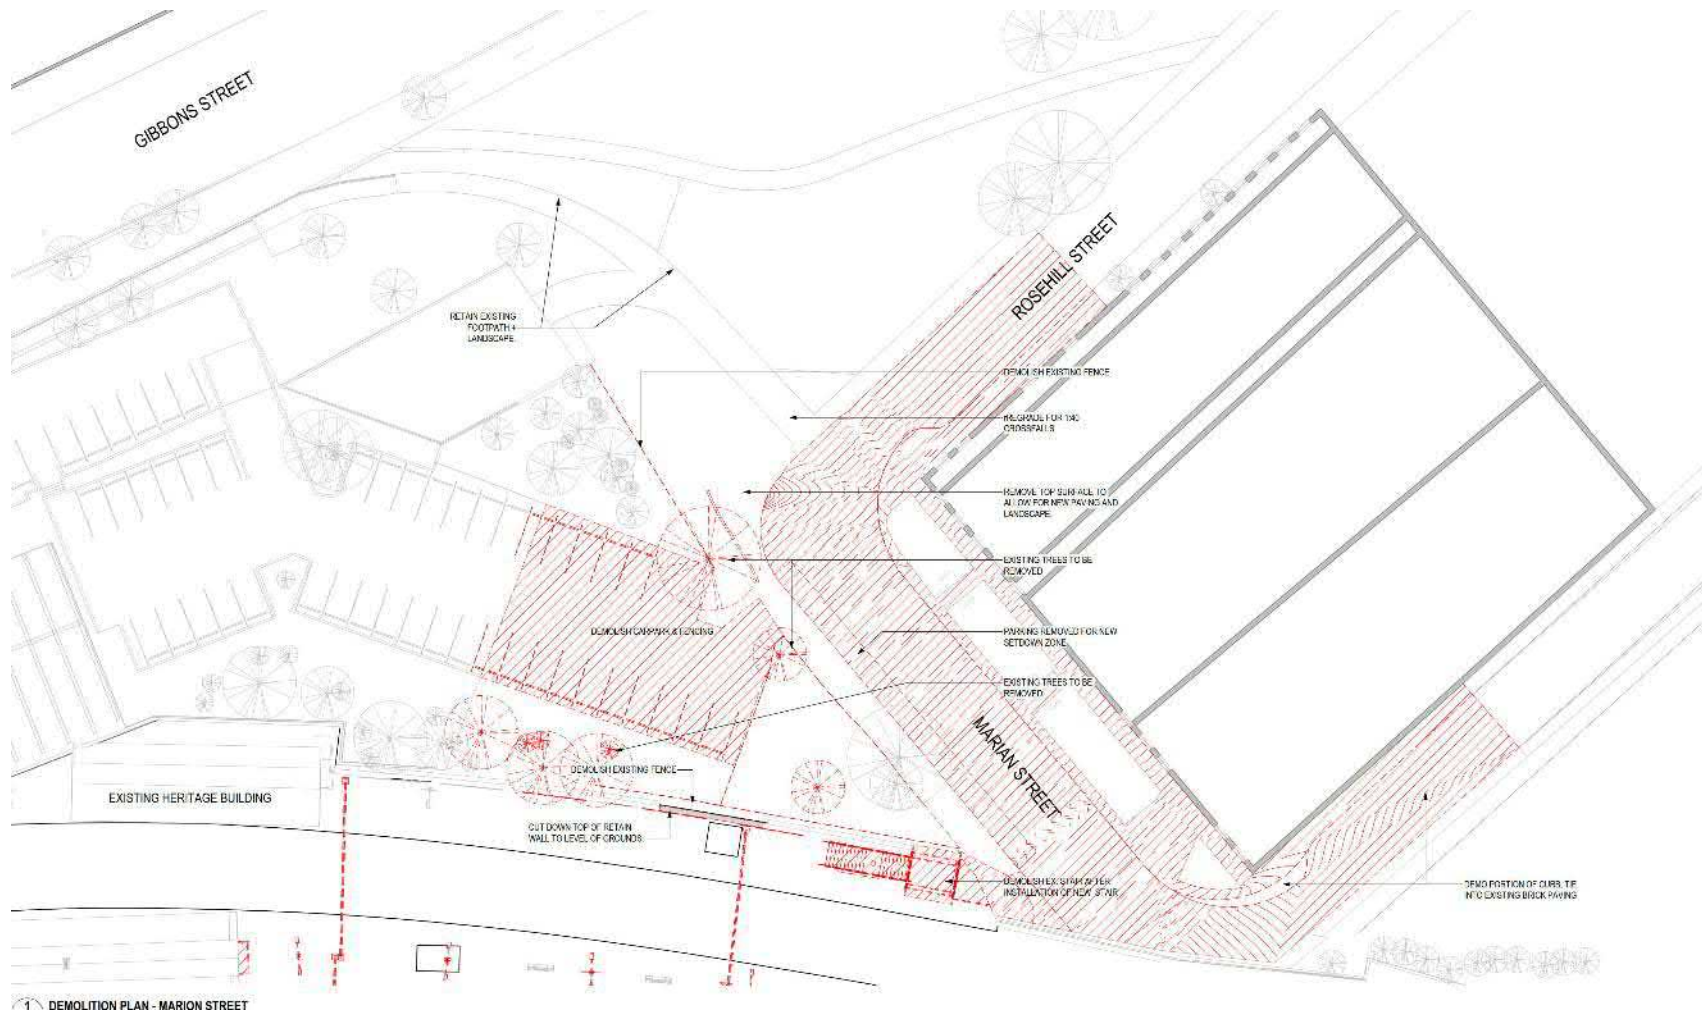 GIBBONS STREET
ROSEHILL STREET
RETAIN EXISTING
FOOTPATH +
LANDSCAPE.
DEMOLISH EXISTING FENCE
REGRADE FOR 1:40
CROSSFALLS
REMOVE TOP SURFACE TO
ALLOW FOR NEW PAVING AND
LANDSCAPE.
EXISTING TREES TO BE
REMOVED
DEMOLISH CARPARK & FENCING
PARKING REMOVED FOR NEW
SETDOWN ZONE
EXISTING TREES TO BE
REMOVED
MARIAN STREET
DEMOLISH EXISTING FENCE
EXISTING HERITAGE BUILDING
CUT DOWN TOP OF RETAIN
WALL TO LEVEL OF GROUNDS.
DEMOLISH EX. STAIR AFTER
INSTALLATION OF NEW STAIR
DEMO PORTION OF CURB, TIE
INTO EXISTING BRICK PAVING
1 DEMOLITION PLAN - MARION STREET